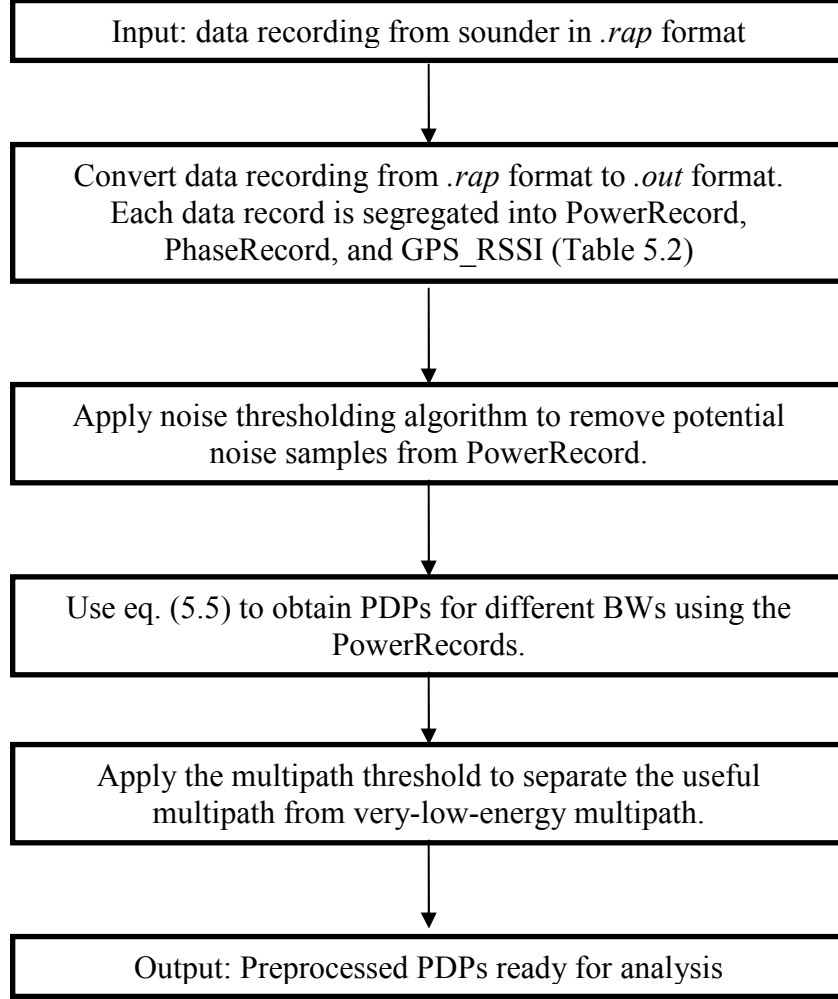 Input: data recording from sounder in .rap format
Convert data recording from .rap format to .out format.
Each data record is segregated into PowerRecord,
PhaseRecord, and GPS_RSSI (Table 5.2)
Apply noise thresholding algorithm to remove potential
noise samples from PowerRecord.
Use eq. (5.5) to obtain PDPs for different BWs using the
PowerRecords.
Apply the multipath threshold to separate the useful
multipath from very-low-energy multipath.
Output: Preprocessed PDPs ready for analysis